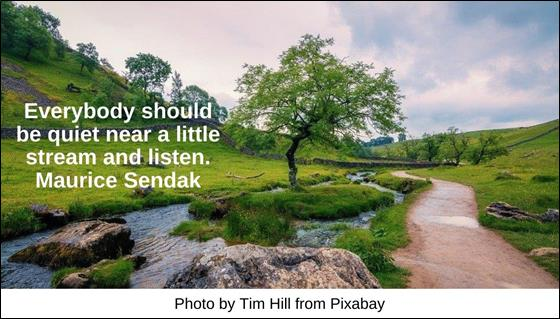 Everybody should
be quiet near a little
stream and listen.
Maurice Sendak
Photo by Tim Hill from Pixabay